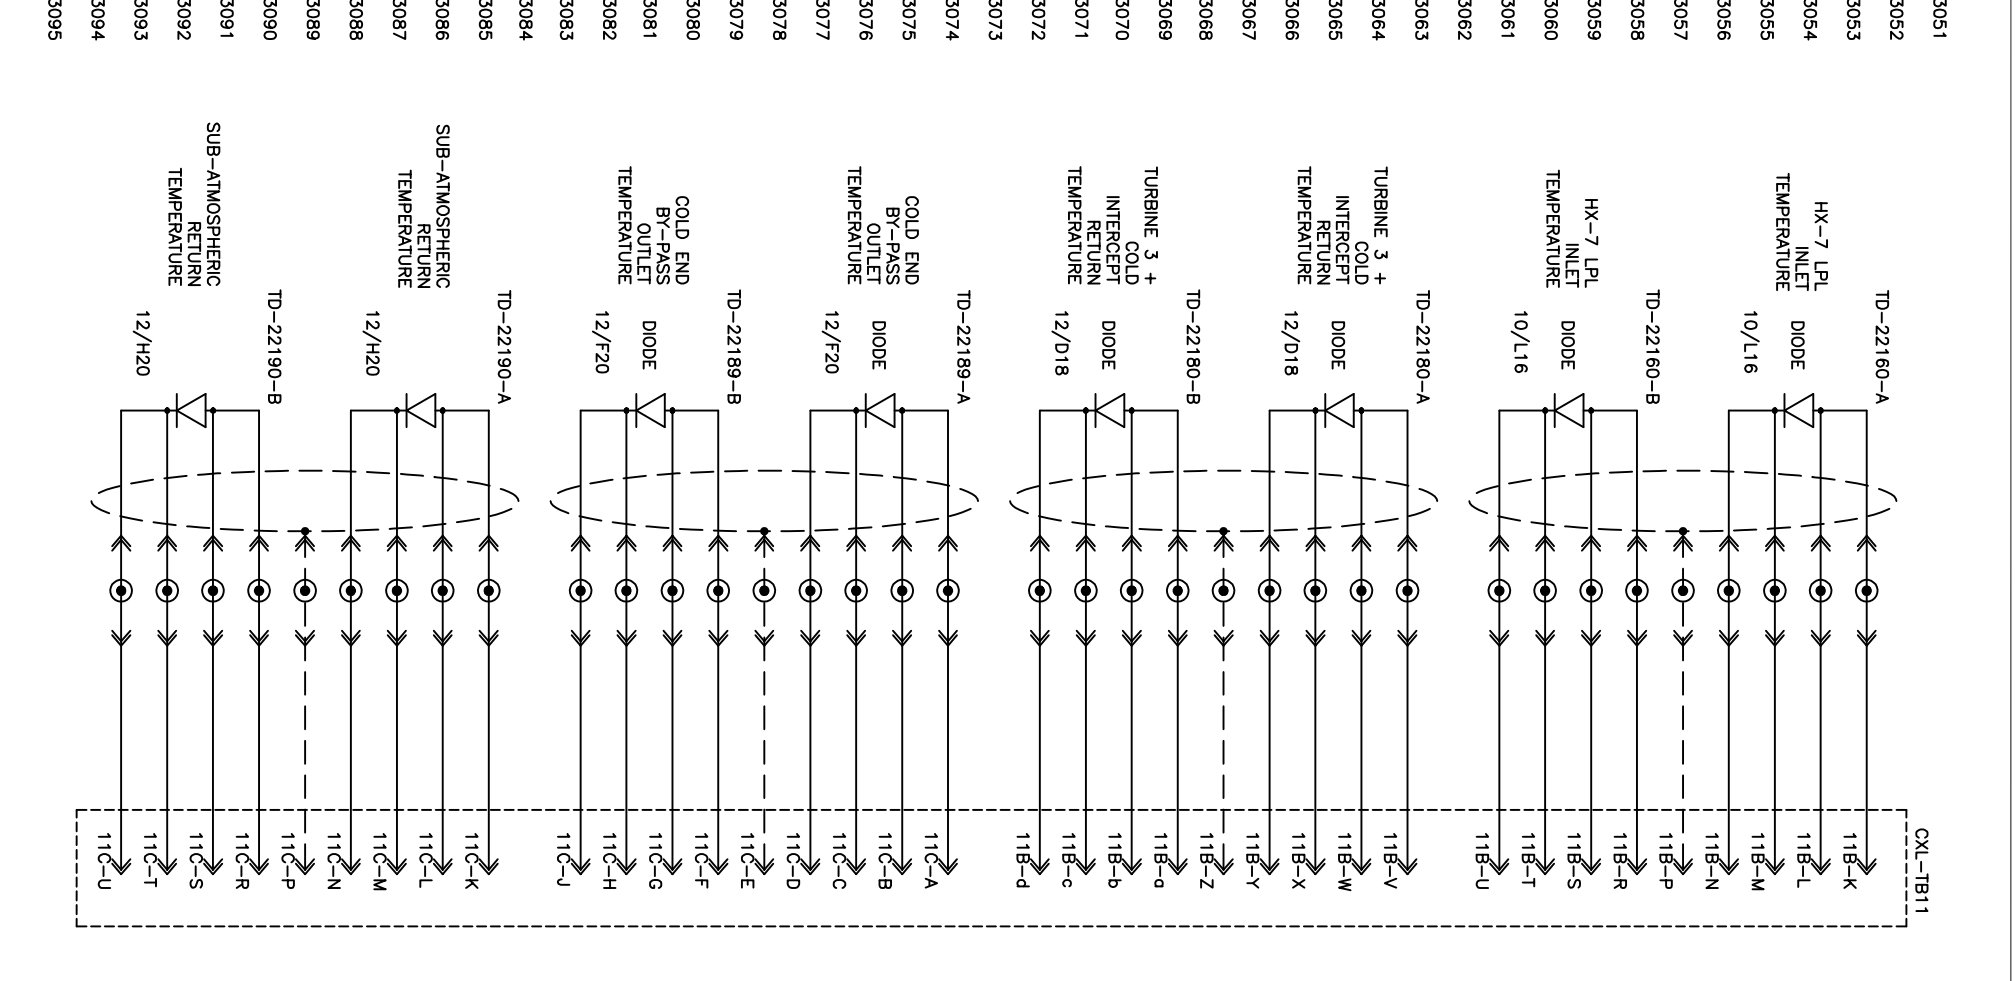 3051
3052
3053
3054
3055
3056
3057
3058
3059
3060
3061
3062
3063
3064
3065
3066
3067
3068
3069
3070
3071
3072
3073
3074
3075
3076
3077
3078
3079
3080
3081
3082
3083
3084
3085
3086
3087
3088
3089
3090
3091
3092
3093
3094
3095
TD-22160-A
HX-7 LPL
INLET
TEMPERATURE
DIODE
10/L16
TD-22160-B
HX-7 LPL
INLET
TEMPERATURE
DIODE
10/L16
TD-22180-A
TURBINE 3 +
COLD
INTERCEPT
RETURN
TEMPERATURE
DIODE
12/D18
TD-22180-B
TURBINE 3 +
COLD
INTERCEPT
RETURN
TEMPERATURE
DIODE
12/D18
TD-22189-A
COLD END
BY-PASS
OUTLET
TEMPERATURE
DIODE
12/F20
TD-22189-B
COLD END
BY-PASS
OUTLET
TEMPERATURE
DIODE
12/F20
TD-22190-A
SUB-ATMOSPHERIC
RETURN
TEMPERATURE
12/H20
TD-22190-B
SUB-ATMOSPHERIC
RETURN
TEMPERATURE
12/H20
CXL-TB11
11B-K
11B-L
11B-M
11B-N
11B-P
11B-R
11B-S
11B-T
11B-U
11B-V
11B-W
11B-X
11B-Y
11B-Z
11B-a
11B-b
11B-c
11B-d
11C-A
11C-B
11C-C
11C-D
11C-E
11C-F
11C-G
11C-H
11C-J
11C-K
11C-L
11C-M
11C-N
11C-P
11C-R
11C-S
11C-T
11C-U